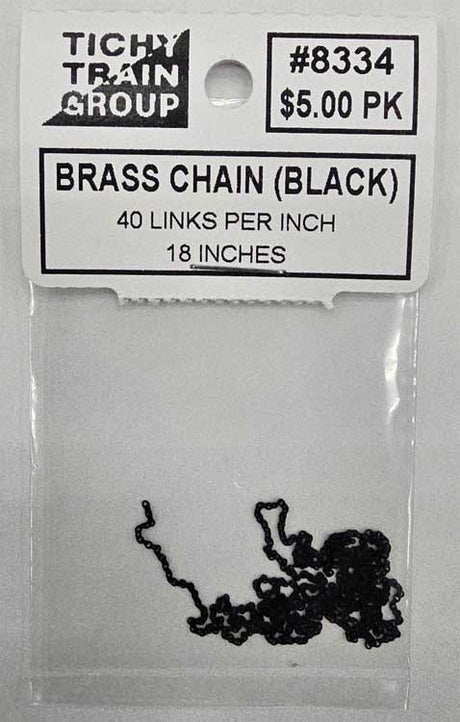 TICHY
TRAIN
GROUP
#8334
$5.00 PK
BRASS CHAIN (BLACK)
40 LINKS PER INCH
18 INCHES